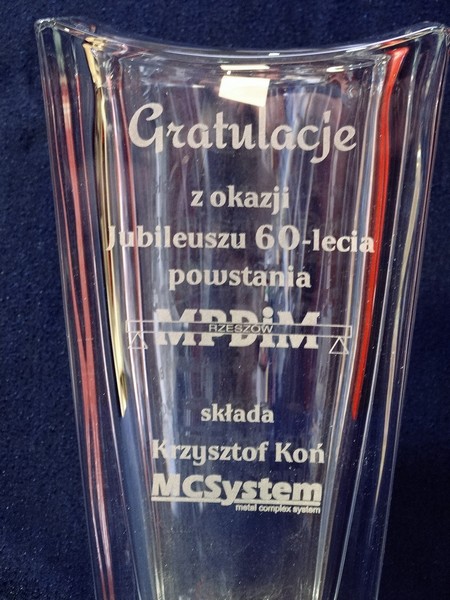 Gratulacje
z okazji
Jubileuszu 60-lecia
powstania
MPDiM
RZESZÓW
składa
Krzysztof Koń
MCSystem
metal complex system